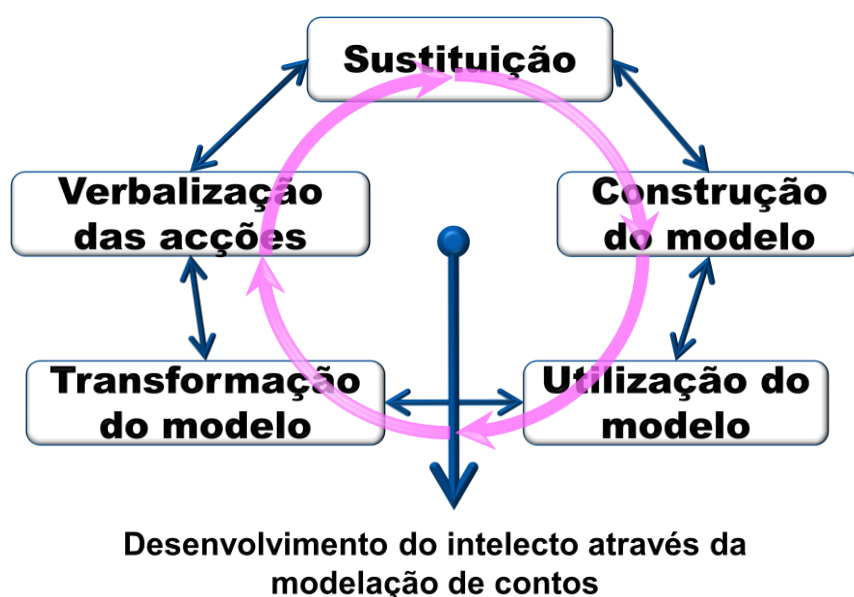 Sustituição
Verbalização
das acções
Construção
do modelo
Transformação
do modelo
Utilização do
modelo
Desenvolvimento do intelecto através da
modelação de contos